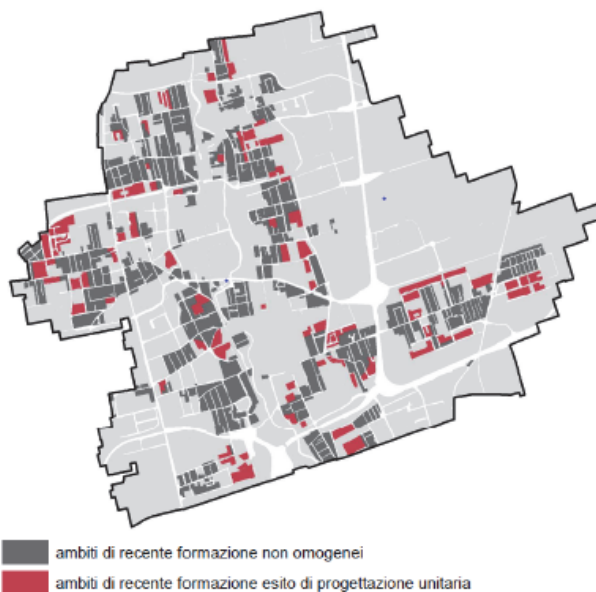 ambiti di recente formazione non omogenei
ambiti di recente formazione esito di progettazione unitaria